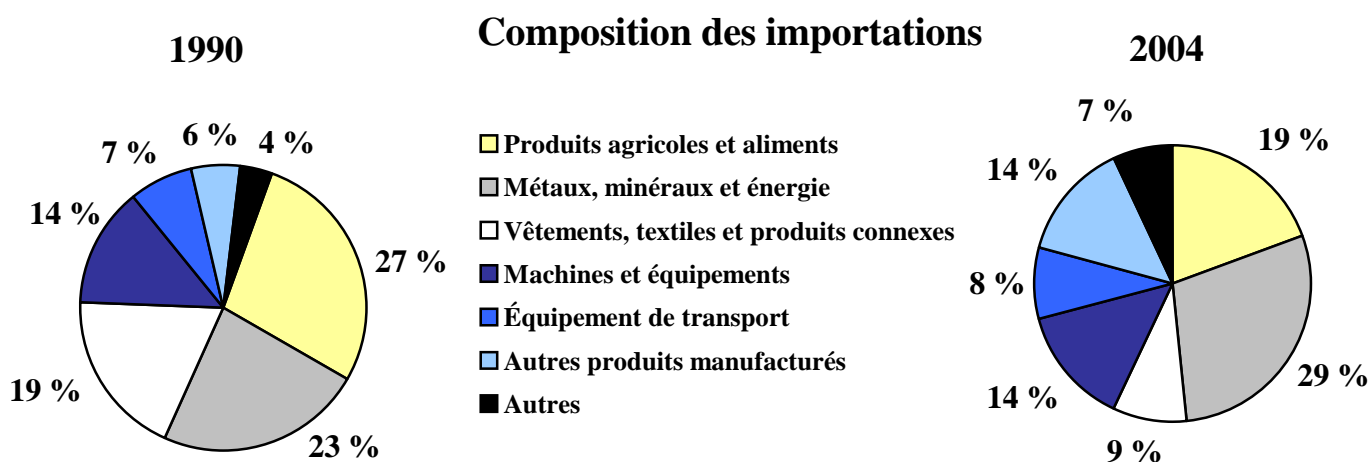 Composition des importations
1990
6 %
4 %
7 %
14 %
27 %
19 %
23 %
Produits agricoles et aliments
Métaux, minéraux et énergie
Vêtements, textiles et produits connexes
Machines et équipements
Équipement de transport
Autres produits manufacturés
Autres
2004
7 %
19 %
14 %
8 %
29 %
14 %
9 %